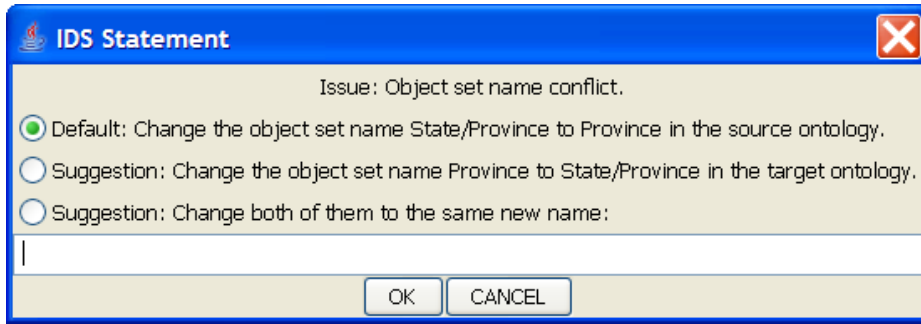 IDS Statement
Issue: Object set name conflict.
Default: Change the object set name State/Province to Province in the source ontology.
Suggestion: Change the object set name Province to State/Province in the target ontology.
Suggestion: Change both of them to the same new name:
OK CANCEL